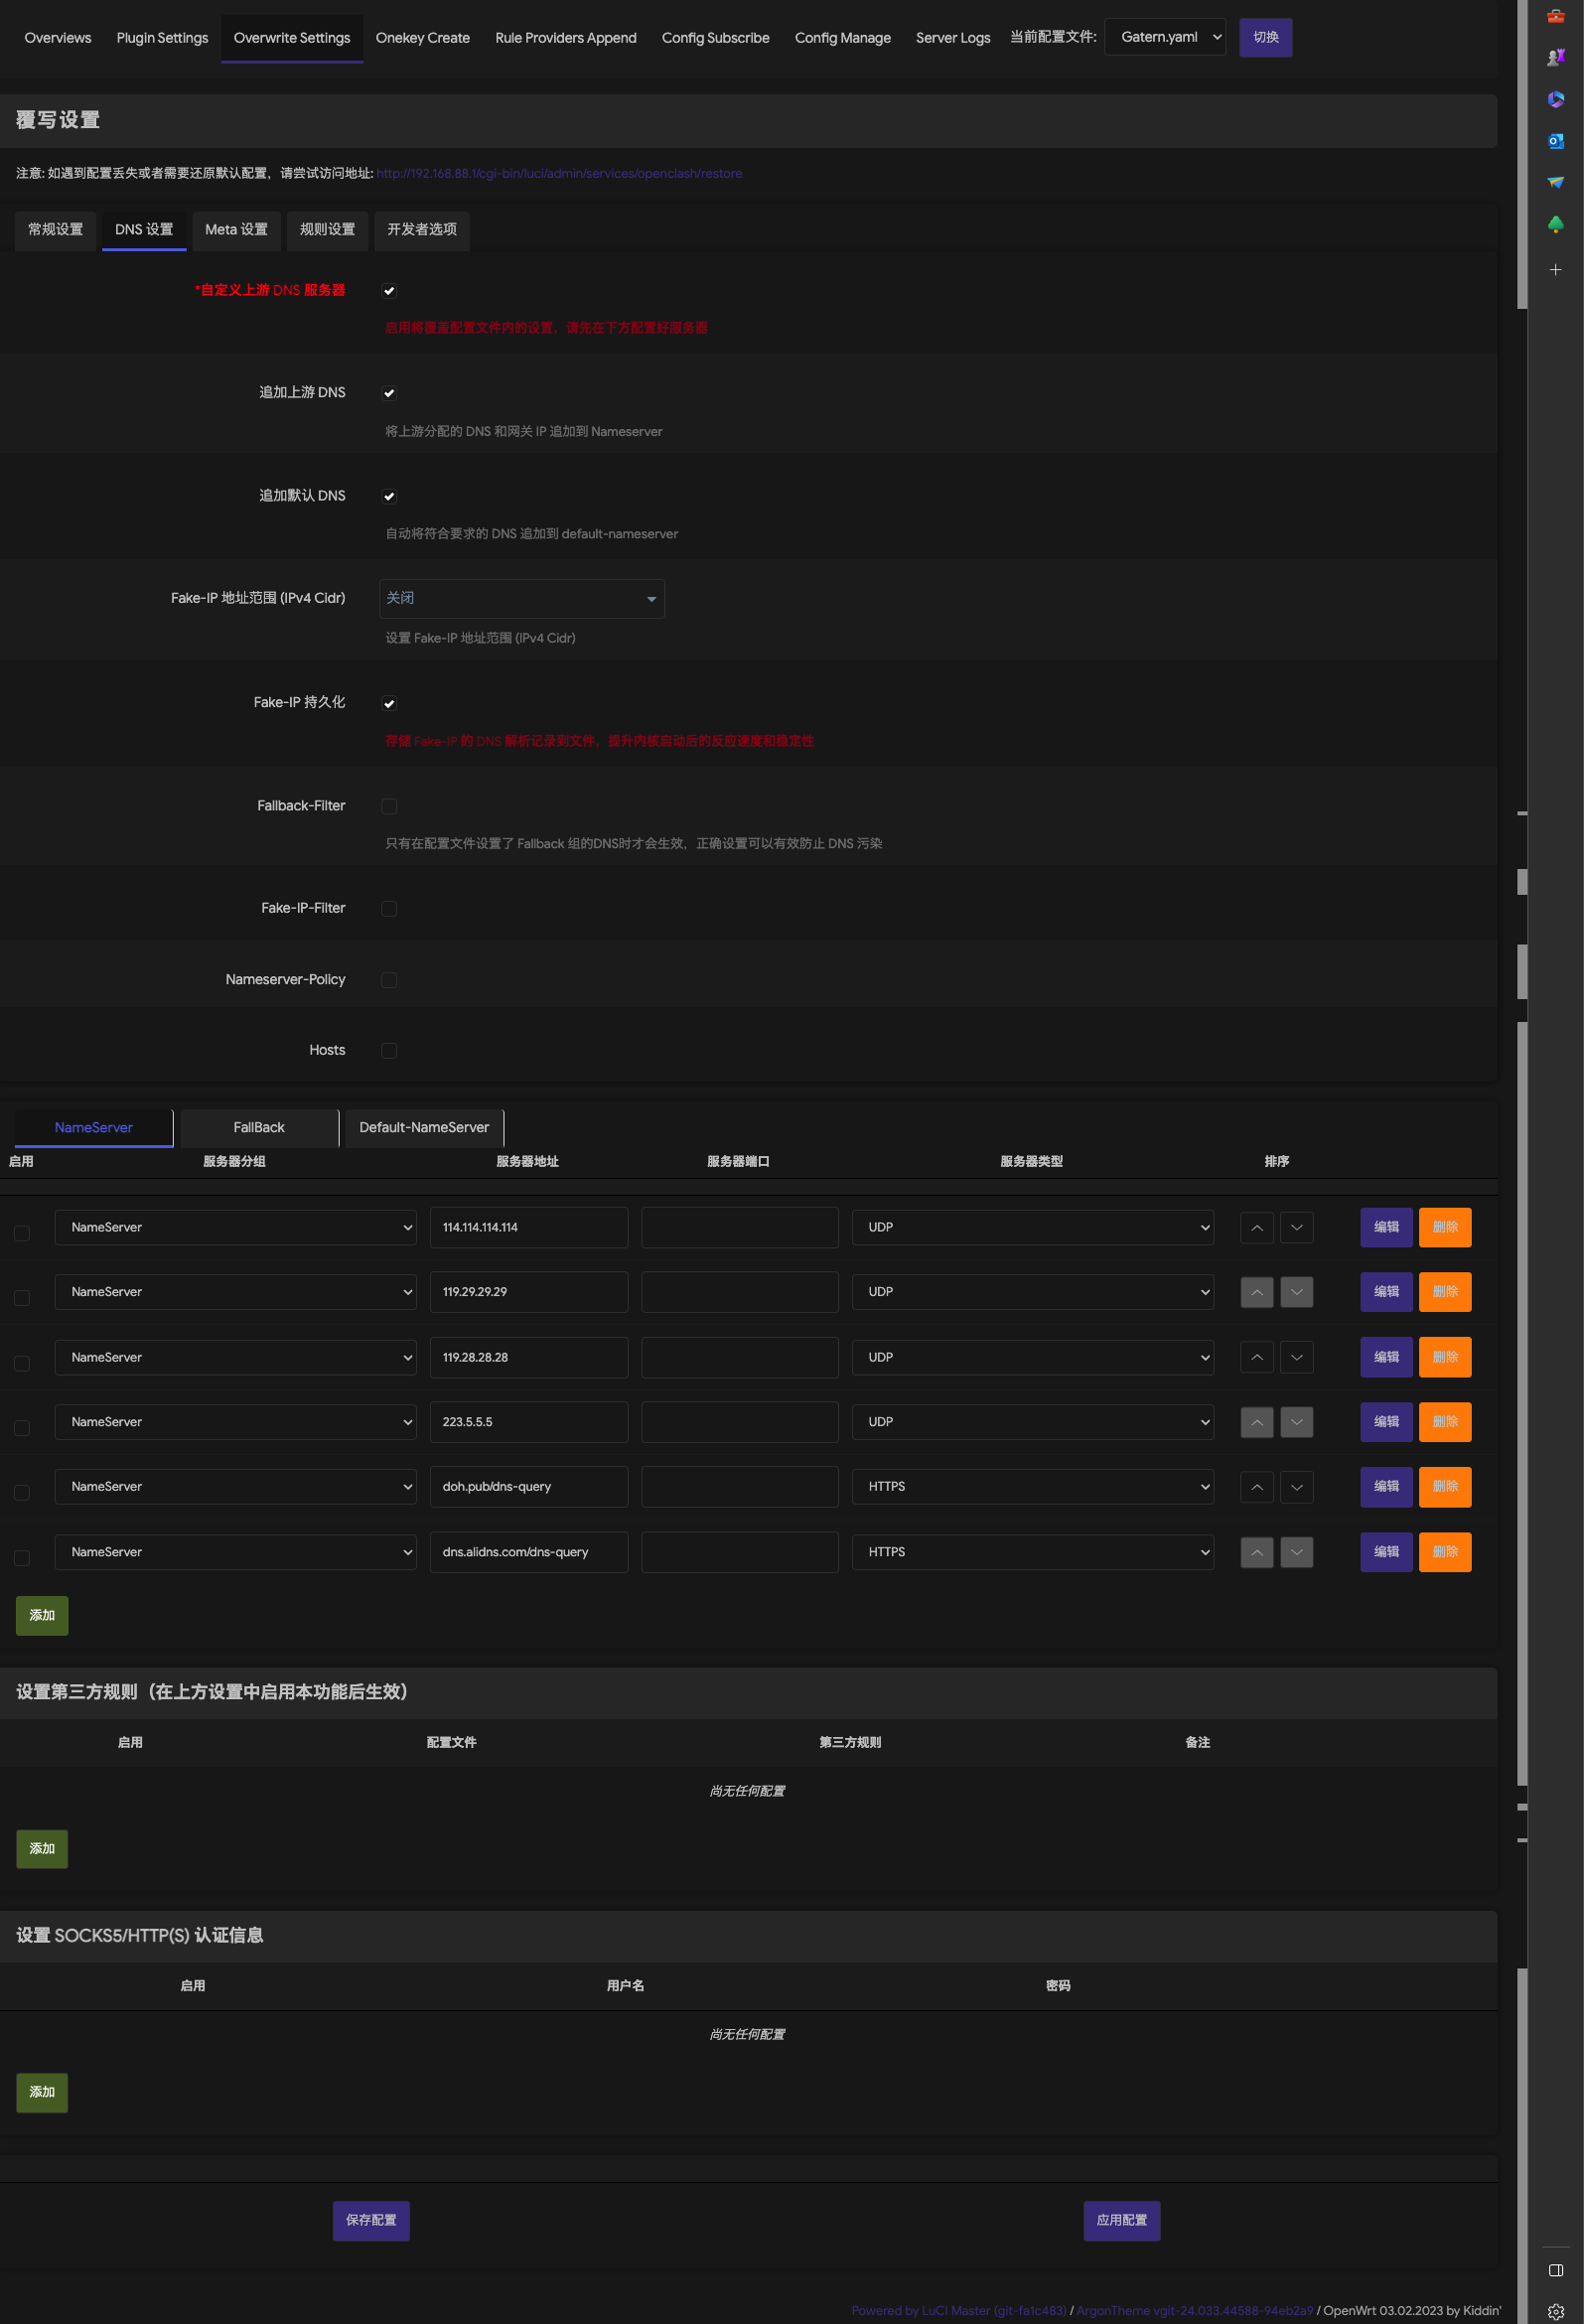 Overviews Plugin Settings Overwrite Settings Onekey Create Rule Providers Append Config Subscribe Config Manage Server Logs 当前配置文件: Gatern.yaml 切换
覆写设置
注意: 如遇到配置丢失或者需要还原默认配置，请尝试访问地址: http://192.168.88.1/cgi-bin/luci/admin/services/openclash/restore
常规设置 DNS 设置 Meta 设置 规则设置 开发者选项
*自定义上游 DNS 服务器
启用将覆盖配置文件内的设置，请先在下方配置好服务器
追加上游 DNS
将上游分配的 DNS 和网关 IP 追加到 Nameserver
追加默认 DNS
自动将符合要求的 DNS 追加到 default-nameserver
Fake-IP 地址范围 (IPv4 Cidr) 关闭
设置 Fake-IP 地址范围 (IPv4 Cidr)
Fake-IP 持久化
存储 Fake-IP 的 DNS 解析记录到文件，提升内核启动后的反应速度和稳定性
Fallback-Filter
只有在配置文件设置了 Fallback 组的DNS时才会生效，正确设置可以有效防止 DNS 污染
Fake-IP-Filter
Nameserver-Policy
Hosts
NameServer FallBack Default-NameServer
启用 服务器分组 服务器地址 服务器端口 服务器类型 排序
NameServer 114.114.114.114 UDP 编辑 删除
NameServer 119.29.29.29 UDP 编辑 删除
NameServer 119.28.28.28 UDP 编辑 删除
NameServer 223.5.5.5 UDP 编辑 删除
NameServer doh.pub/dns-query HTTPS 编辑 删除
NameServer dns.alidns.com/dns-query HTTPS 编辑 删除
添加
设置第三方规则（在上方设置中启用本功能后生效）
启用 配置文件 第三方规则 备注
尚无任何配置
添加
设置 SOCKS5/HTTP(S) 认证信息
启用 用户名 密码
尚无任何配置
添加
保存配置 应用配置
Powered by LuCI Master (git-fa1c483) / ArgonTheme vgit-24.033.44588-94eb2a9 / OpenWrt 03.02.2023 by Kiddin'